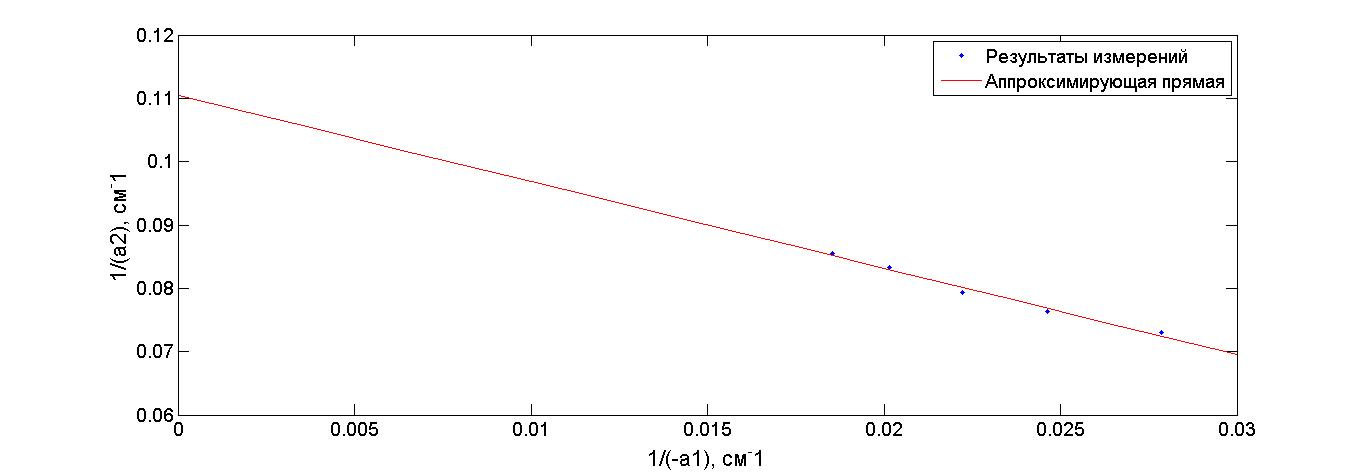 0.12
0.11
0.1
0.09
0.08
0.07
0.06
1/(a2), см-1
Результаты измерений
Аппроксимирующая прямая
0 0.005 0.01 0.015 0.02 0.025 0.03
1/(-a1), см-1